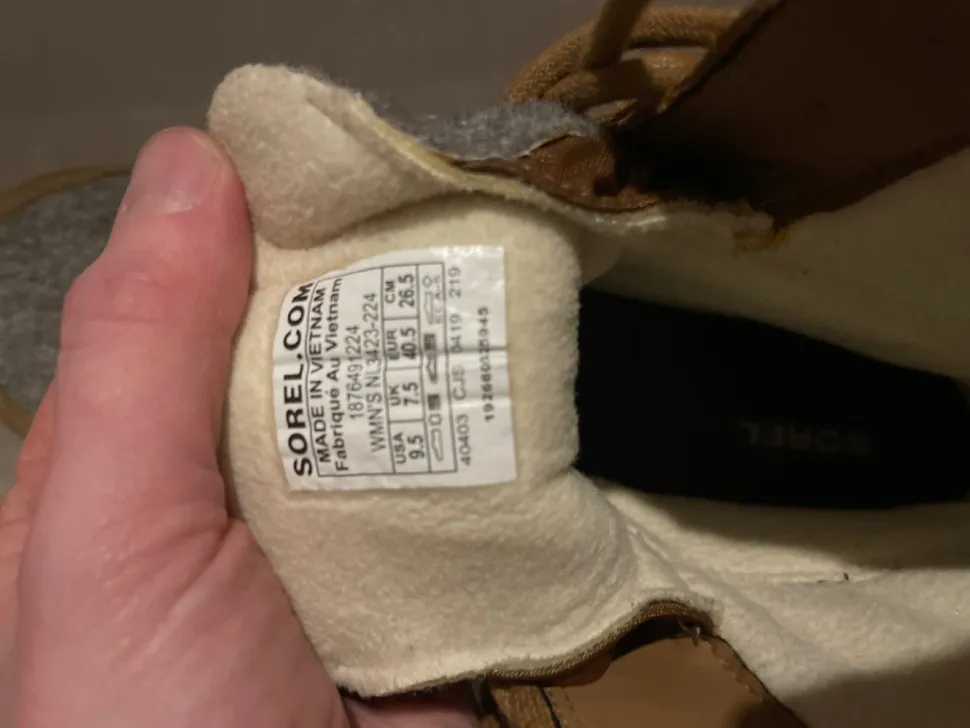 SOREL.COM
MADE IN VIETNAM
Fabriqué Au Vietnam
1876491224
WMN'S NL3423-224
USA UK EUR CM
9.5 7.5 40.5 26.5
40403 CJS 0419 219
SOREL